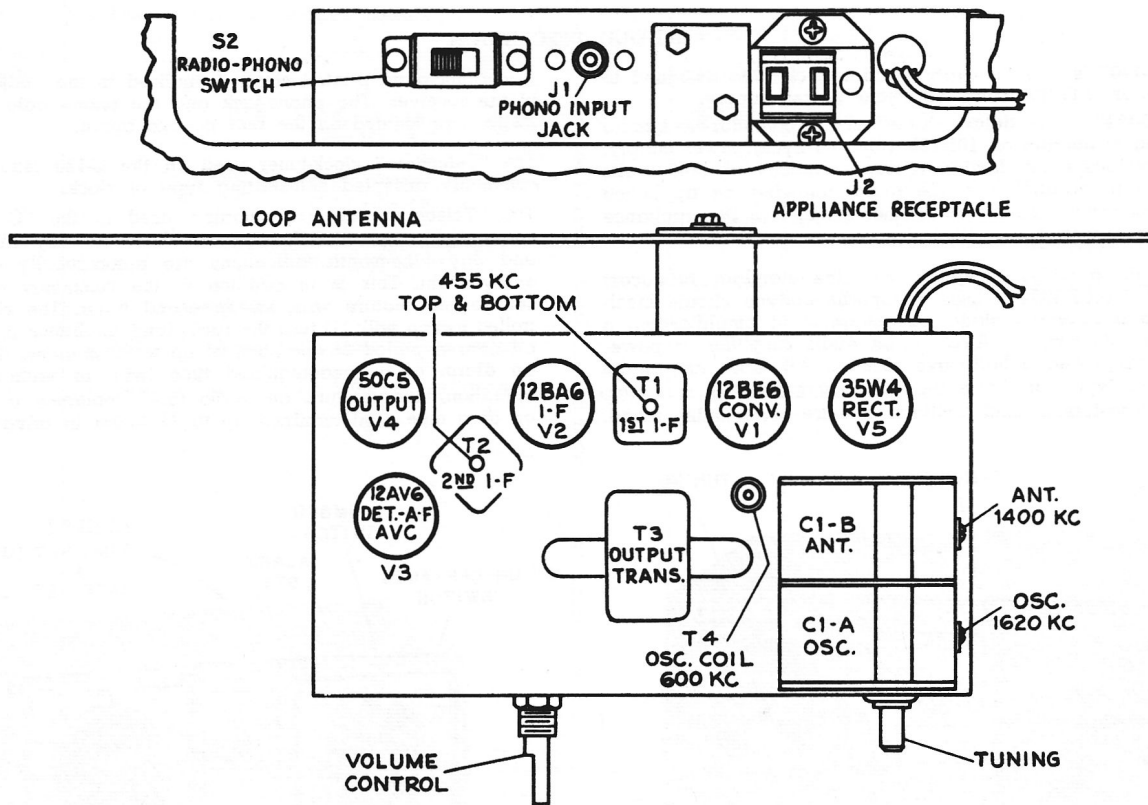 S2
RADIO-PHONO
SWITCH
J1
PHONO INPUT
JACK
J2
APPLIANCE RECEPTACLE
LOOP ANTENNA
455 KC
TOP & BOTTOM
50C5
OUTPUT
V4
12BA6
I-F
V2
T1
1ST I-F
12BE6
CONV.
V1
35W4
RECT.
V5
T2
2ND I-F
12AV6
DET.-A-F
AVC
V3
T3
OUTPUT
TRANS.
C1-B
ANT.
ANT.
1400 KC
C1-A
OSC.
OSC.
1620 KC
T4
OSC. COIL
600 KC
VOLUME
CONTROL
TUNING